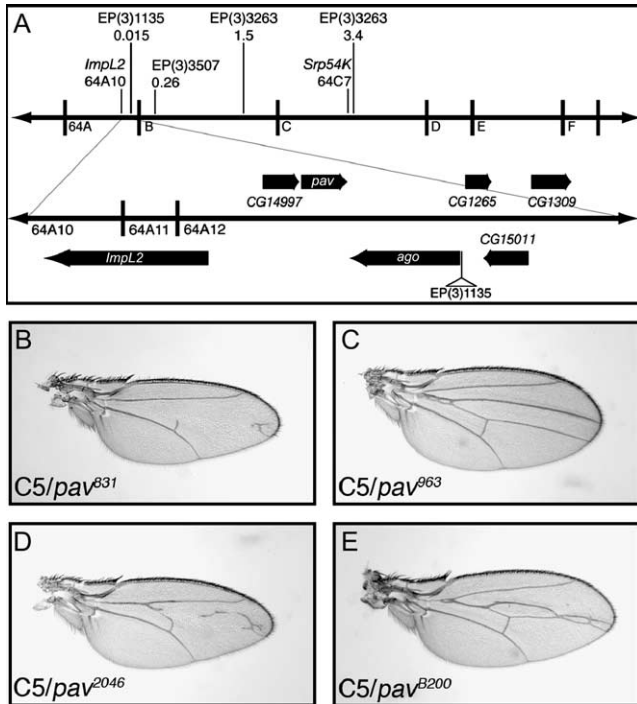 A
EP(3)1135 EP(3)3263 EP(3)3263
0.015 1.5 3.4
ImpL2 EP(3)3507 Srp54K
64A10 0.26 64C7
64A B C D E F
pav
CG14997 CG1265 CG1309
64A10 64A11 64A12
CG15011
ImpL2 ago
EP(3)1135
B
C5/pav831
C
C5/pav963
D
C5/pav2046
E
C5/pavB200